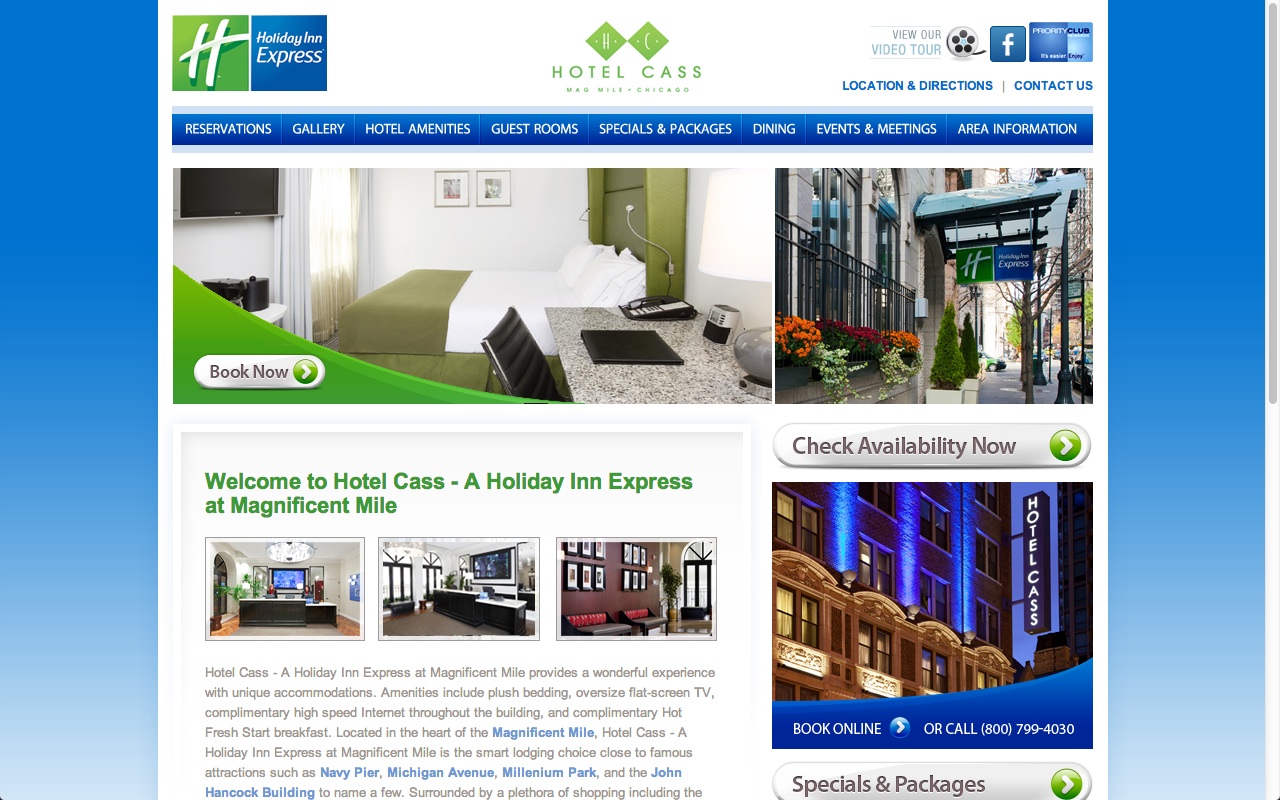 Holiday Inn
Express
H C
HOTEL CASS
MAG MILE • CHICAGO
VIEW OUR
VIDEO TOUR
f
PRIORITYCLUB
It's easier. Enjoy.
LOCATION & DIRECTIONS | CONTACT US
RESERVATIONS GALLERY HOTEL AMENITIES GUEST ROOMS SPECIALS & PACKAGES DINING EVENTS & MEETINGS AREA INFORMATION
Holiday Inn
Express
Book Now
Check Availability Now
Welcome to Hotel Cass - A Holiday Inn Express
at Magnificent Mile
HOTEL CASS
Hotel Cass - A Holiday Inn Express at Magnificent Mile provides a wonderful experience
with unique accommodations. Amenities include plush bedding, oversize flat-screen TV,
complimentary high speed Internet throughout the building, and complimentary Hot
Fresh Start breakfast. Located in the heart of the Magnificent Mile, Hotel Cass - A
Holiday Inn Express at Magnificent Mile is the smart lodging choice close to famous
attractions such as Navy Pier, Michigan Avenue, Millenium Park, and the John
Hancock Building to name a few. Surrounded by a plethora of shopping including the
BOOK ONLINE OR CALL (800) 799-4030
Specials & Packages